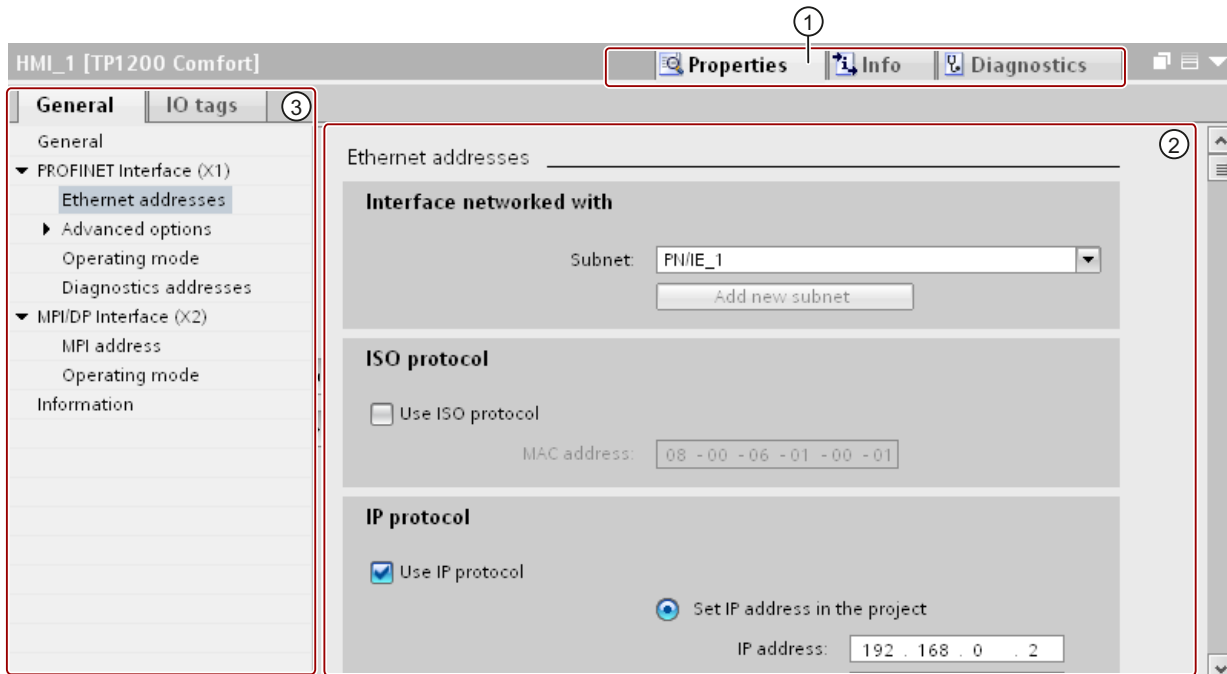 1
HMI_1 [TP1200 Comfort]
Properties
Info
Diagnostics
General
IO tags
3
General
PROFINET Interface (X1)
Ethernet addresses
Advanced options
Operating mode
Diagnostics addresses
MPI/DP Interface (X2)
MPI address
Operating mode
Information
2
Ethernet addresses
Interface networked with
Subnet: PN/IE_1
Add new subnet
ISO protocol
Use ISO protocol
MAC address: 08 -00 -06 -01 -00 -01
IP protocol
Use IP protocol
Set IP address in the project
IP address: 192 . 168 . 0 . 2